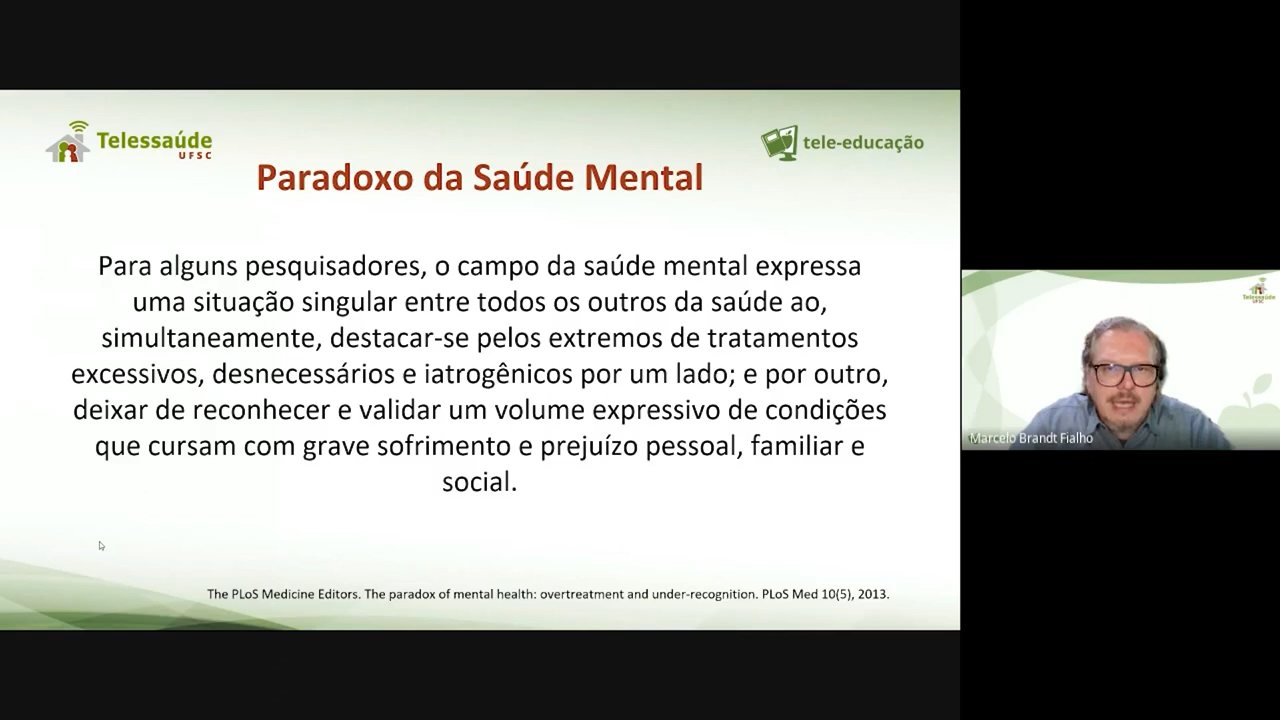 Telessaúde
UFSC
tele-educação
Paradoxo da Saúde Mental
Para alguns pesquisadores, o campo da saúde mental expressa
uma situação singular entre todos os outros da saúde ao,
simultaneamente, destacar-se pelos extremos de tratamentos
excessivos, desnecessários e iatrogênicos por um lado; e por outro,
deixar de reconhecer e validar um volume expressivo de condições
que cursam com grave sofrimento e prejuízo pessoal, familiar e
social.
The PLoS Medicine Editors. The paradox of mental health: overtreatment and under-recognition. PLoS Med 10(5), 2013.
Telessaúde
UFSC
Marcelo Brandt Fialho